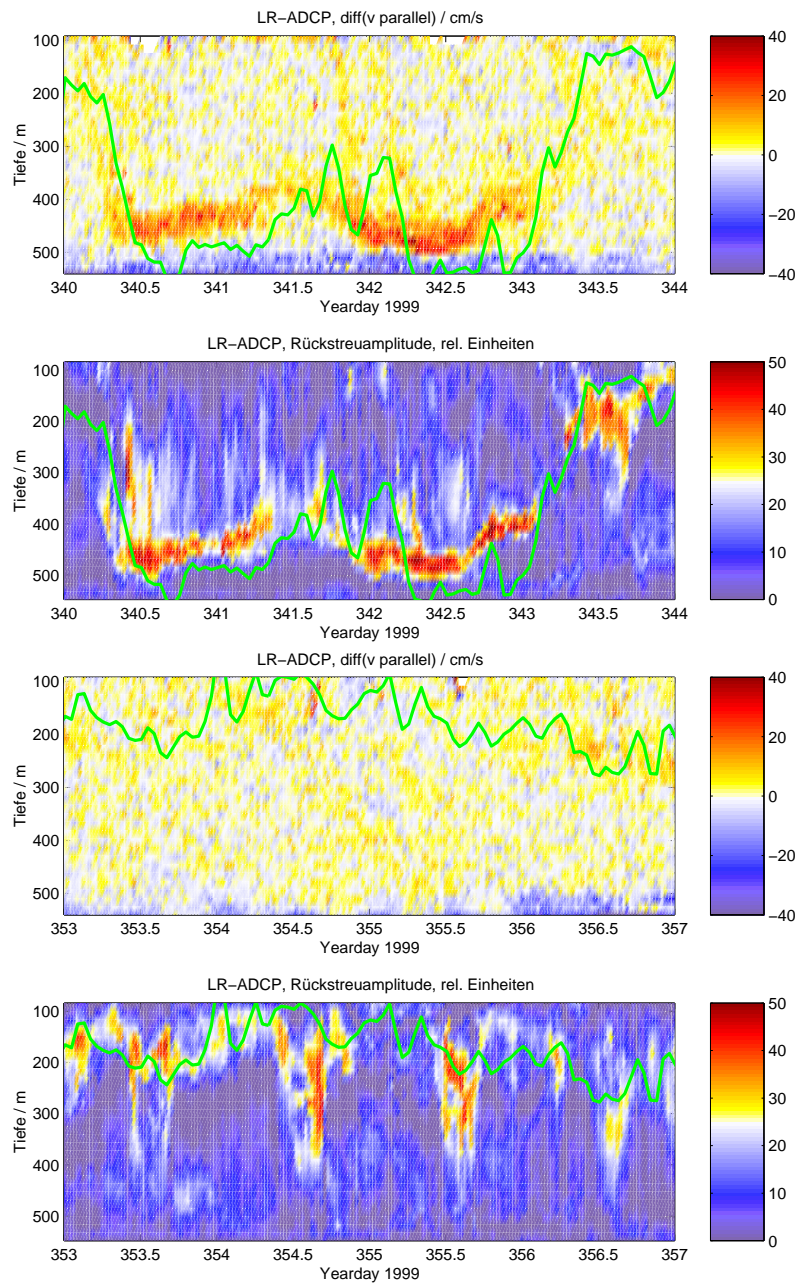 LR−ADCP, diff(v parallel) / cm/s
Tiefe / m
100
200
300
400
500
340 340.5 341 341.5 342 342.5 343 343.5 344
Yearday 1999
40
20
0
−20
−40
LR−ADCP, Rückstreuamplitude, rel. Einheiten
Tiefe / m
100
200
300
400
500
340 340.5 341 341.5 342 342.5 343 343.5 344
Yearday 1999
50
40
30
20
10
0
LR−ADCP, diff(v parallel) / cm/s
Tiefe / m
100
200
300
400
500
353 353.5 354 354.5 355 355.5 356 356.5 357
Yearday 1999
40
20
0
−20
−40
LR−ADCP, Rückstreuamplitude, rel. Einheiten
Tiefe / m
100
200
300
400
500
353 353.5 354 354.5 355 355.5 356 356.5 357
Yearday 1999
50
40
30
20
10
0